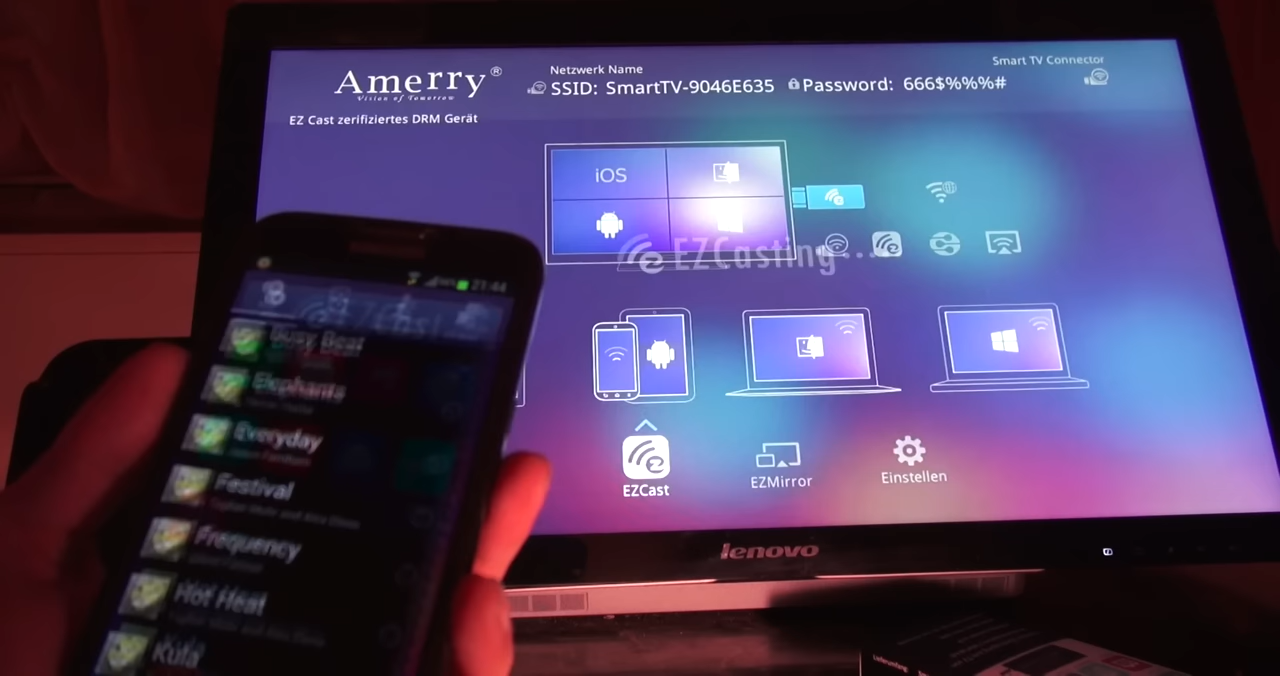 Amerry®
Vision of Tomorrow
Netzwerk Name
SSID: SmartTV-9046E635
Password: 666$%%%#
Smart TV Connector
EZ Cast zerifiziertes DRM Gerät
iOS
EZCasting...
EZCast
EZMirror
Einstellen
lenovo
21:44
Busy Beat
Elephants
Everyday
Festival
Frequency
Hot Heat
Kula
Lieferumfang: